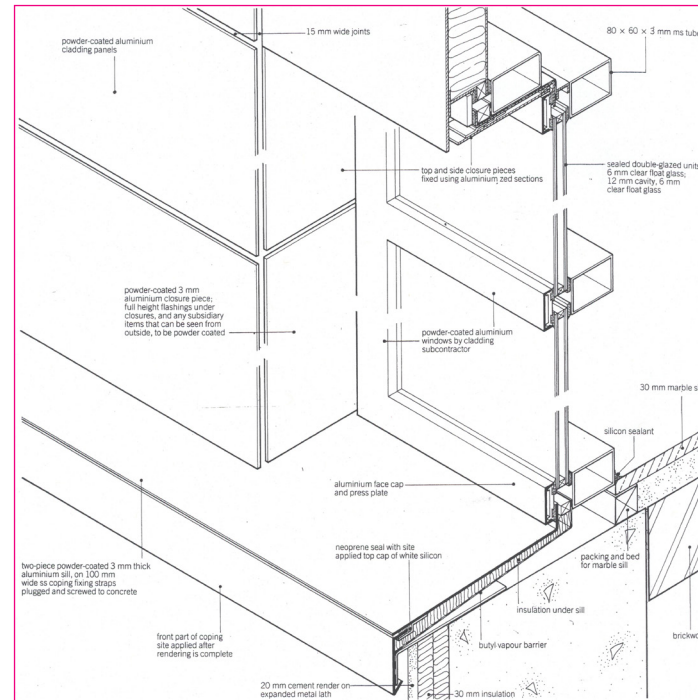 powder-coated aluminium
cladding panels
15 mm wide joints
80 × 60 × 3 mm ms tube
top and side closure pieces
fixed using aluminium zed sections
sealed double-glazed units
6 mm clear float glass;
12 mm cavity, 6 mm
clear float glass
powder-coated 3 mm
aluminium closure piece;
full height flashings under
closures, and any subsidiary
items that can be seen from
outside, to be powder coated
powder-coated aluminium
windows by cladding
subcontractor
30 mm marble s
silicon sealant
aluminium face cap
and press plate
neoprene seal with site
applied top cap of white silicon
packing and bed
for marble sill
two-piece powder-coated 3 mm thick
aluminium sill, on 100 mm
wide ss coping fixing straps
plugged and screwed to concrete
insulation under sill
front part of coping
site applied after
rendering is complete
butyl vapour barrier
brickwo
20 mm cement render on
expanded metal lath
30 mm insulation